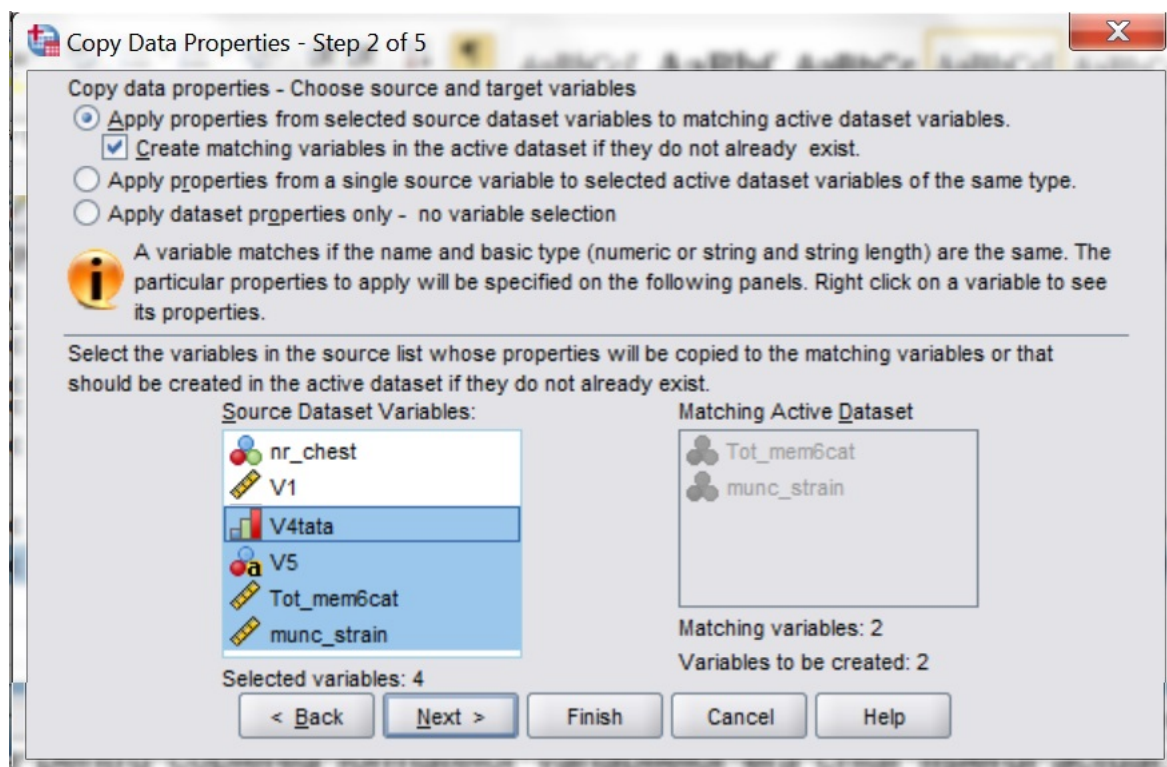 Copy Data Properties - Step 2 of 5
Copy data properties - Choose source and target variables
Apply properties from selected source dataset variables to matching active dataset variables.
Create matching variables in the active dataset if they do not already exist.
Apply properties from a single source variable to selected active dataset variables of the same type.
Apply dataset properties only - no variable selection
A variable matches if the name and basic type (numeric or string and string length) are the same. The
particular properties to apply will be specified on the following panels. Right click on a variable to see
its properties.
Select the variables in the source list whose properties will be copied to the matching variables or that
should be created in the active dataset if they do not already exist.
Source Dataset Variables:
nr_chest
V1
V4tata
V5
Tot_mem6cat
munc_strain
Selected variables: 4
Matching Active Dataset
Tot_mem6cat
munc_strain
Matching variables: 2
Variables to be created: 2
< Back Next > Finish Cancel Help